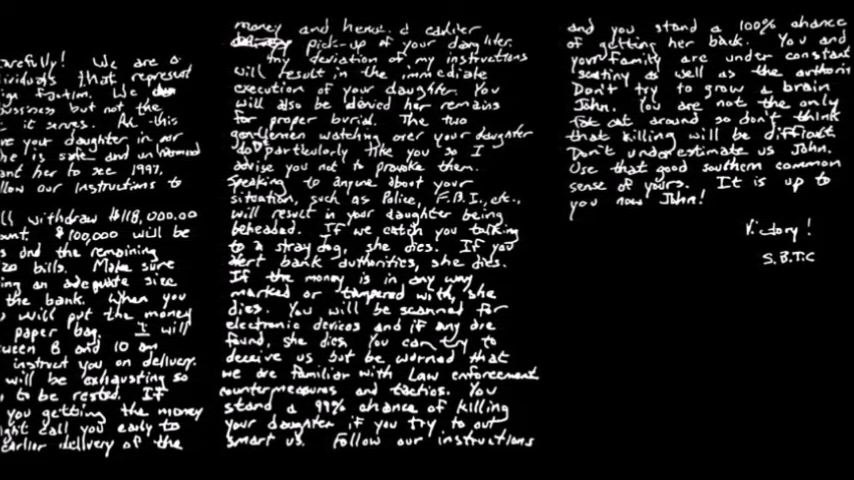 arefully! We are a
ividuals that represent
ign faction. We
bussiness but not the
t it serves. At this
ve your daughter in our
he is safe and unharmed
ant her to see 1997,
llow our instructions to
ll withdraw $118,000.00
ount. $100,000 will be
s and the remaining
20 bills. Make sure
ing an adequate size
the bank. When you
u will put the money
paper bag. I will
ween 8 and 10 am
instruct you on delivery.
will be exhausting so
to be rested. If
you getting the money
ight call you early to
earlier delivery of the
money and hence a earlier
pick-up of your daughter.
Any deviation of my instructions
will result in the immediate
execution of your daughter. You
will also be denied her remains
for proper burial. The two
gentlemen watching over your daughter
do particularly like you so I
advise you not to provoke them.
Speaking to anyone about your
situation, such as Police, F.B.I., etc.,
will result in your daughter being
beheaded. If we catch you talking
to a stray dog, she dies. If you
alert bank authorities, she dies.
If the money is in any way
marked or tampered with, she
dies. You will be scanned for
electronic devices and if any are
found, she dies. You can try to
deceive us but be warned that
we are familiar with Law enforcement
countermeasures and tactics. You
stand a 99% chance of killing
your daughter if you try to out
smart us. Follow our instructions
and you stand a 100% chance
of getting her back. You and
your family are under constant
scrutiny as well as the authorit
Don't try to grow a brain
John. You are not the only
fat cat around so don't think
that killing will be difficult
Don't underestimate us John.
Use that good southern common
sense of yours. It is up to
you now John!
Victory!
S.B.T.C